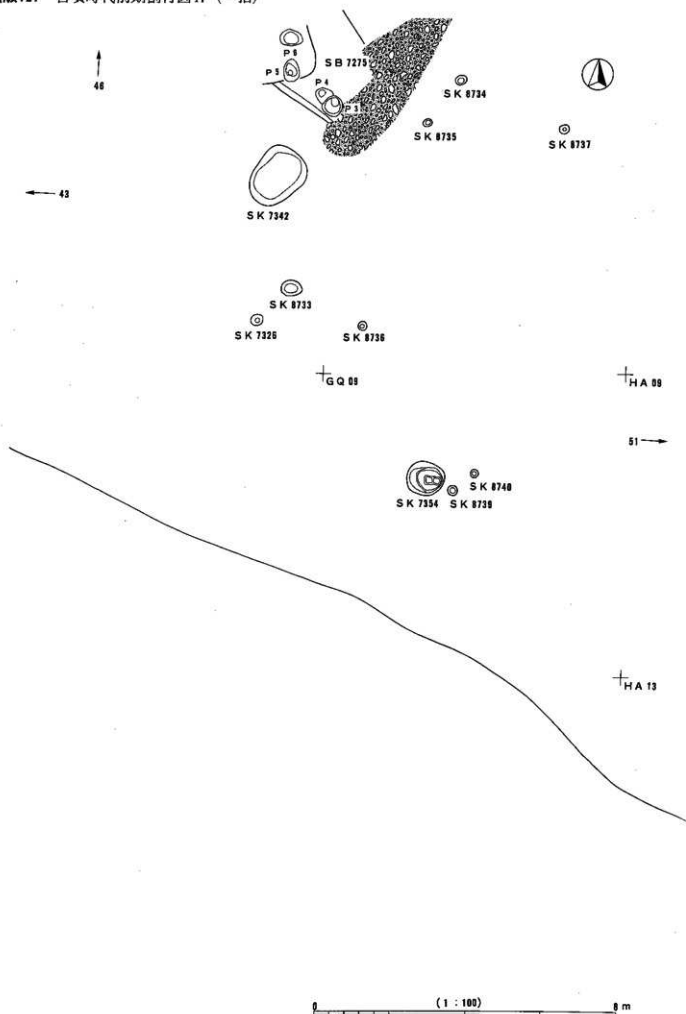 P 6
P 5
SB 7275
P 4
P 3
46
SK 8734
SK 8735
SK 8737
43
SK 7342
SK 8733
SK 7326
SK 8736
GQ 09
HA 09
51
SK 8740
SK 7354
SK 8739
HA 13
0
(1 : 100)
8 m